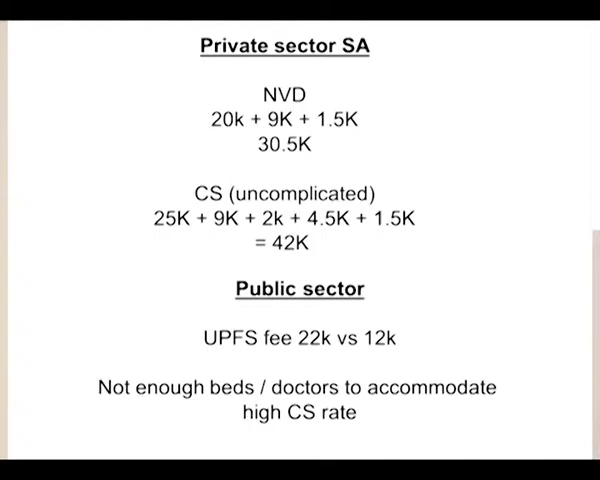 Private sector SA
NVD
20k + 9K + 1.5K
30.5K
CS (uncomplicated)
25K + 9K + 2k + 4.5K + 1.5K
= 42K
Public sector
UPFS fee 22k vs 12k
Not enough beds / doctors to accommodate
high CS rate